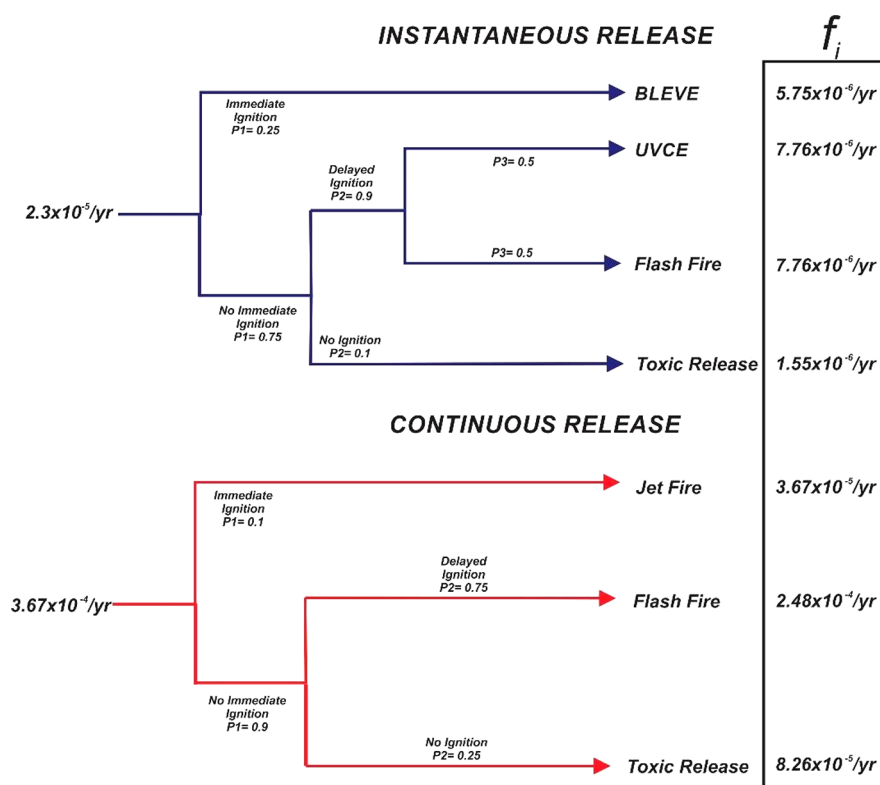 INSTANTANEOUS RELEASE
fi
Immediate
Ignition
P1= 0.25
BLEVE
5.75x10⁻⁶/yr
Delayed
Ignition
P2= 0.9
P3= 0.5
UVCE
7.76x10⁻⁶/yr
2.3x10⁻⁵/yr
P3= 0.5
Flash Fire
7.76x10⁻⁶/yr
No Immediate
Ignition
P1= 0.75
No Ignition
P2= 0.1
Toxic Release
1.55x10⁻⁶/yr
CONTINUOUS RELEASE
Immediate
Ignition
P1= 0.1
Jet Fire
3.67x10⁻⁵/yr
3.67x10⁻⁴/yr
Delayed
Ignition
P2= 0.75
Flash Fire
2.48x10⁻⁴/yr
No Immediate
Ignition
P1= 0.9
No Ignition
P2= 0.25
Toxic Release
8.26x10⁻⁵/yr